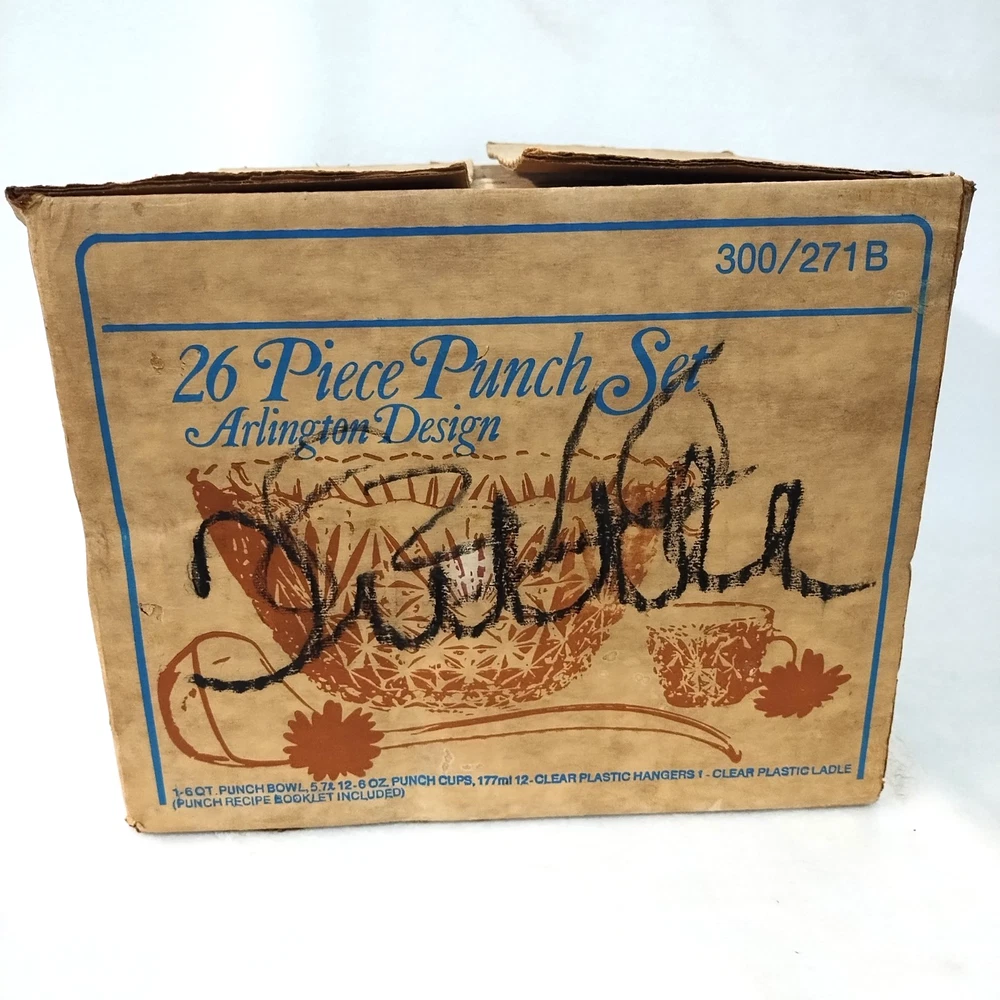 300/271B
26 Piece Punch Set
Arlington Design
1-6 QT. PUNCH BOWL, 5.7ℓ 12-6 OZ. PUNCH CUPS, 177ml 12-CLEAR PLASTIC HANGERS 1-CLEAR PLASTIC LADLE
(PUNCH RECIPE BOOKLET INCLUDED)